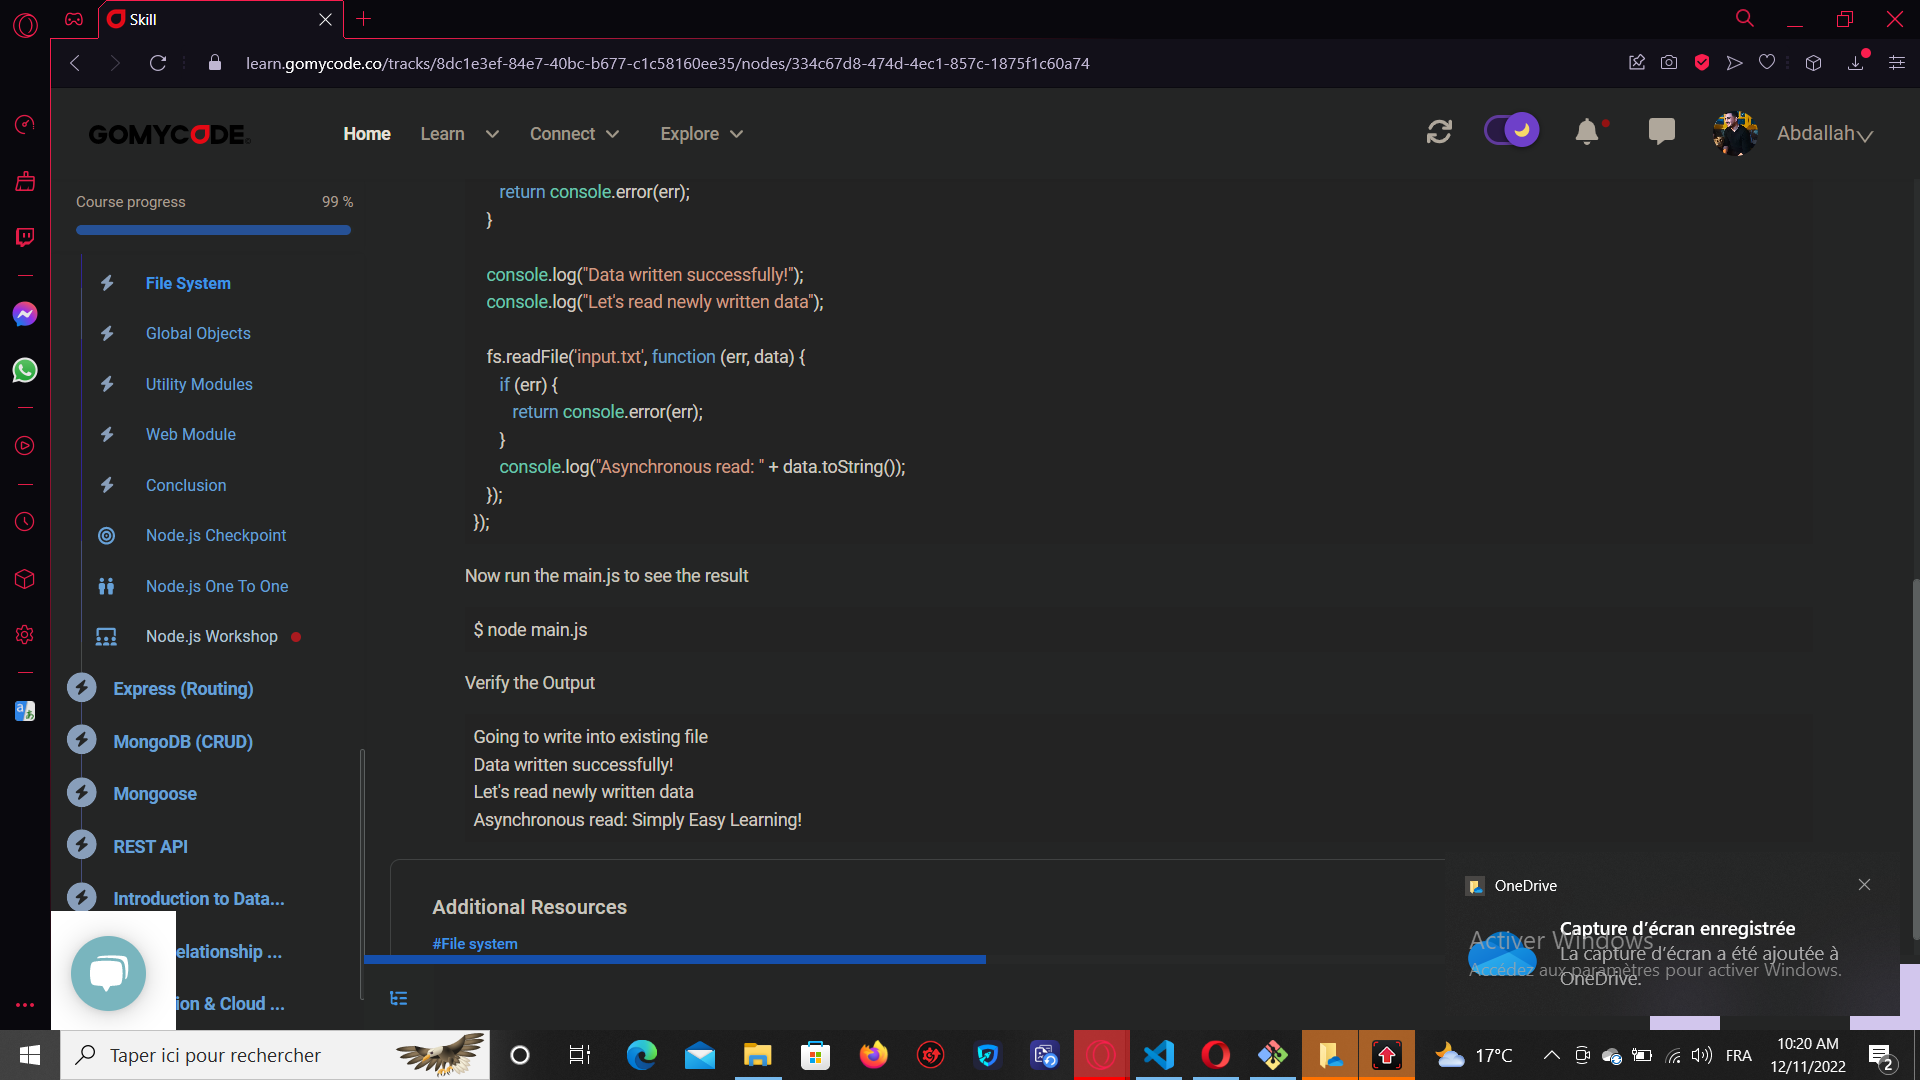 Skill
learn.gomycode.co/tracks/8dc1e3ef-84e7-40bc-b677-c1c58160ee35/nodes/334c67d8-474d-4ec1-857c-1875f1c60a74
GOMYCODE
Home Learn Connect Explore
Abdallah
Course progress 99 %
File System
Global Objects
Utility Modules
Web Module
Conclusion
Node.js Checkpoint
Node.js One To One
Node.js Workshop
Express (Routing)
MongoDB (CRUD)
Mongoose
REST API
Introduction to Data...
elationship ...
ion & Cloud ...
return console.error(err);
}
console.log("Data written successfully!");
console.log("Let's read newly written data");
fs.readFile('input.txt', function (err, data) {
if (err) {
return console.error(err);
}
console.log("Asynchronous read: " + data.toString());
});
});
Now run the main.js to see the result
$ node main.js
Verify the Output
Going to write into existing file
Data written successfully!
Let's read newly written data
Asynchronous read: Simply Easy Learning!
Additional Resources
#File system
OneDrive
Capture d'écran enregistrée
La capture d'écran a été ajoutée à
OneDrive.
Activer Windows
Accédez aux paramètres pour activer Windows.
Taper ici pour rechercher
17°C
FRA
10:20 AM
12/11/2022
2